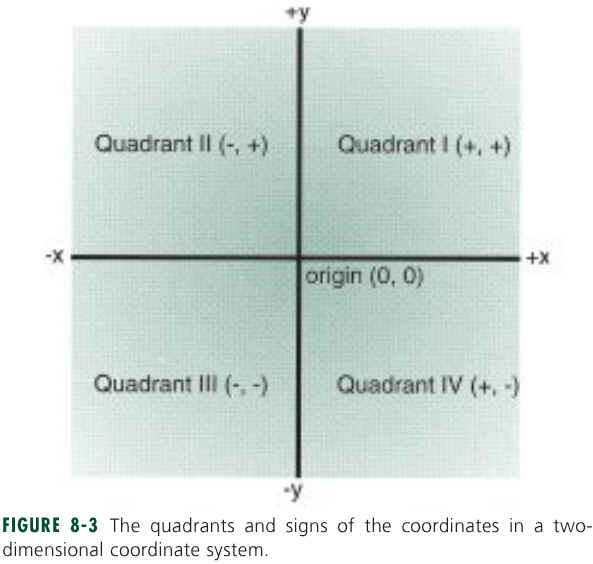 +y
Quadrant II (-, +)
Quadrant I (+, +)
-x
+x
origin (0, 0)
Quadrant III (-, -)
Quadrant IV (+, -)
-y
FIGURE 8-3 The quadrants and signs of the coordinates in a two-
dimensional coordinate system.